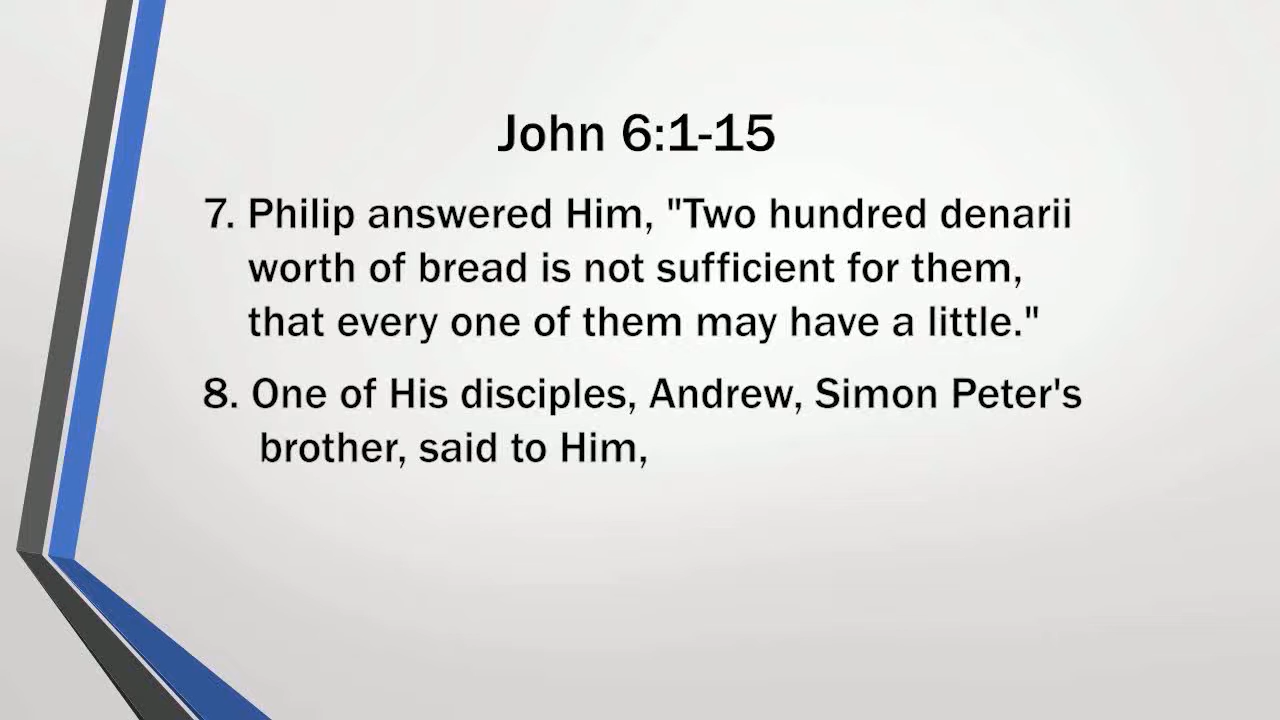 John 6:1-15
7. Philip answered Him, "Two hundred denarii
worth of bread is not sufficient for them,
that every one of them may have a little."
8. One of His disciples, Andrew, Simon Peter's
brother, said to Him,